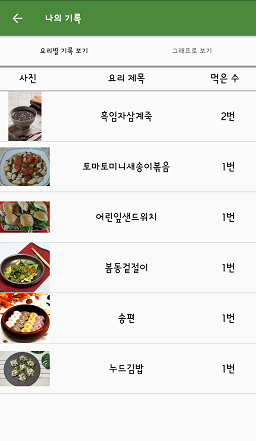 나의 기록
요리별 기록 보기 그래프로 보기
사진 요리 제목 먹은 수
흑임자삼계죽 2번
토마토미니새송이볶음 1번
어린잎샌드위치 1번
봄동겉절이 1번
송편 1번
누드김밥 1번